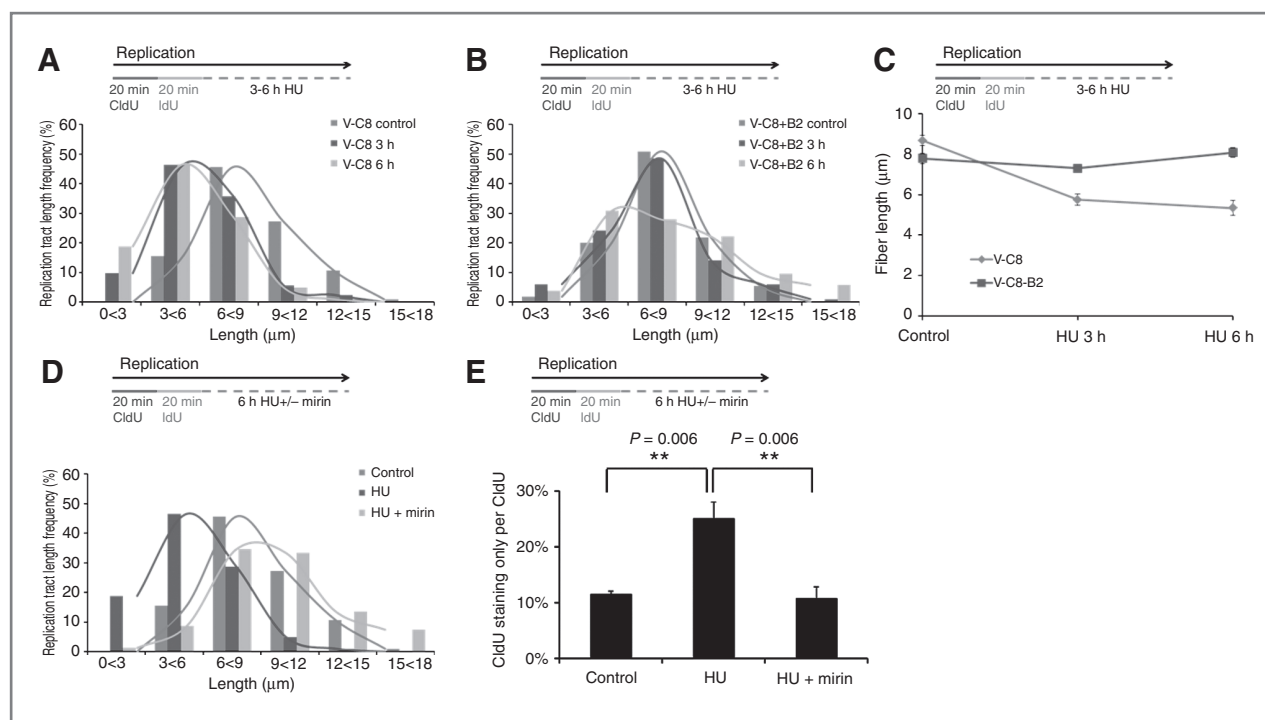 A
Replication
20 min 20 min 3-6 h HU
CldU IdU
Replication tract length frequency (%)
60
50
40
30
20
10
0
V-C8 control
V-C8 3 h
V-C8 6 h
0<3 3<6 6<9 9<12 12<15 15<18
Length (μm)
B
Replication
20 min 20 min 3-6 h HU
CldU IdU
Replication tract length frequency (%)
60
50
40
30
20
10
0
V-C8+B2 control
V-C8+B2 3 h
V-C8+B2 6 h
0<3 3<6 6<9 9<12 12<15 15<18
Length (μm)
C
Replication
20 min 20 min 3-6 h HU
CldU IdU
Fiber length (μm)
10
8
6
4
2
0
V-C8
V-C8-B2
Control HU 3 h HU 6 h
D
Replication
20 min 20 min 6 h HU+/– mirin
CldU IdU
Replication tract length frequency (%)
60
50
40
30
20
10
0
Control
HU
HU + mirin
0<3 3<6 6<9 9<12 12<15 15<18
Length (μm)
E
Replication
20 min 20 min 6 h HU+/– mirin
CldU IdU
P = 0.006 P = 0.006
** **
CldU staining only per CldU
30%
20%
10%
0%
Control HU HU + mirin